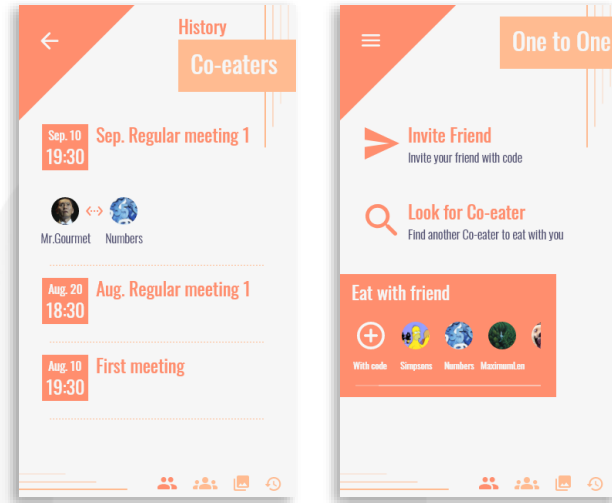 History
Co-eaters
Sep. 10
19:30
Sep. Regular meeting 1
Mr.Gourmet
Numbers
Aug. 20
18:30
Aug. Regular meeting 1
Aug. 10
19:30
First meeting
One to One
Invite Friend
Invite your friend with code
Look for Co-eater
Find another Co-eater to eat with you
Eat with friend
With code
Simpsons
Numbers